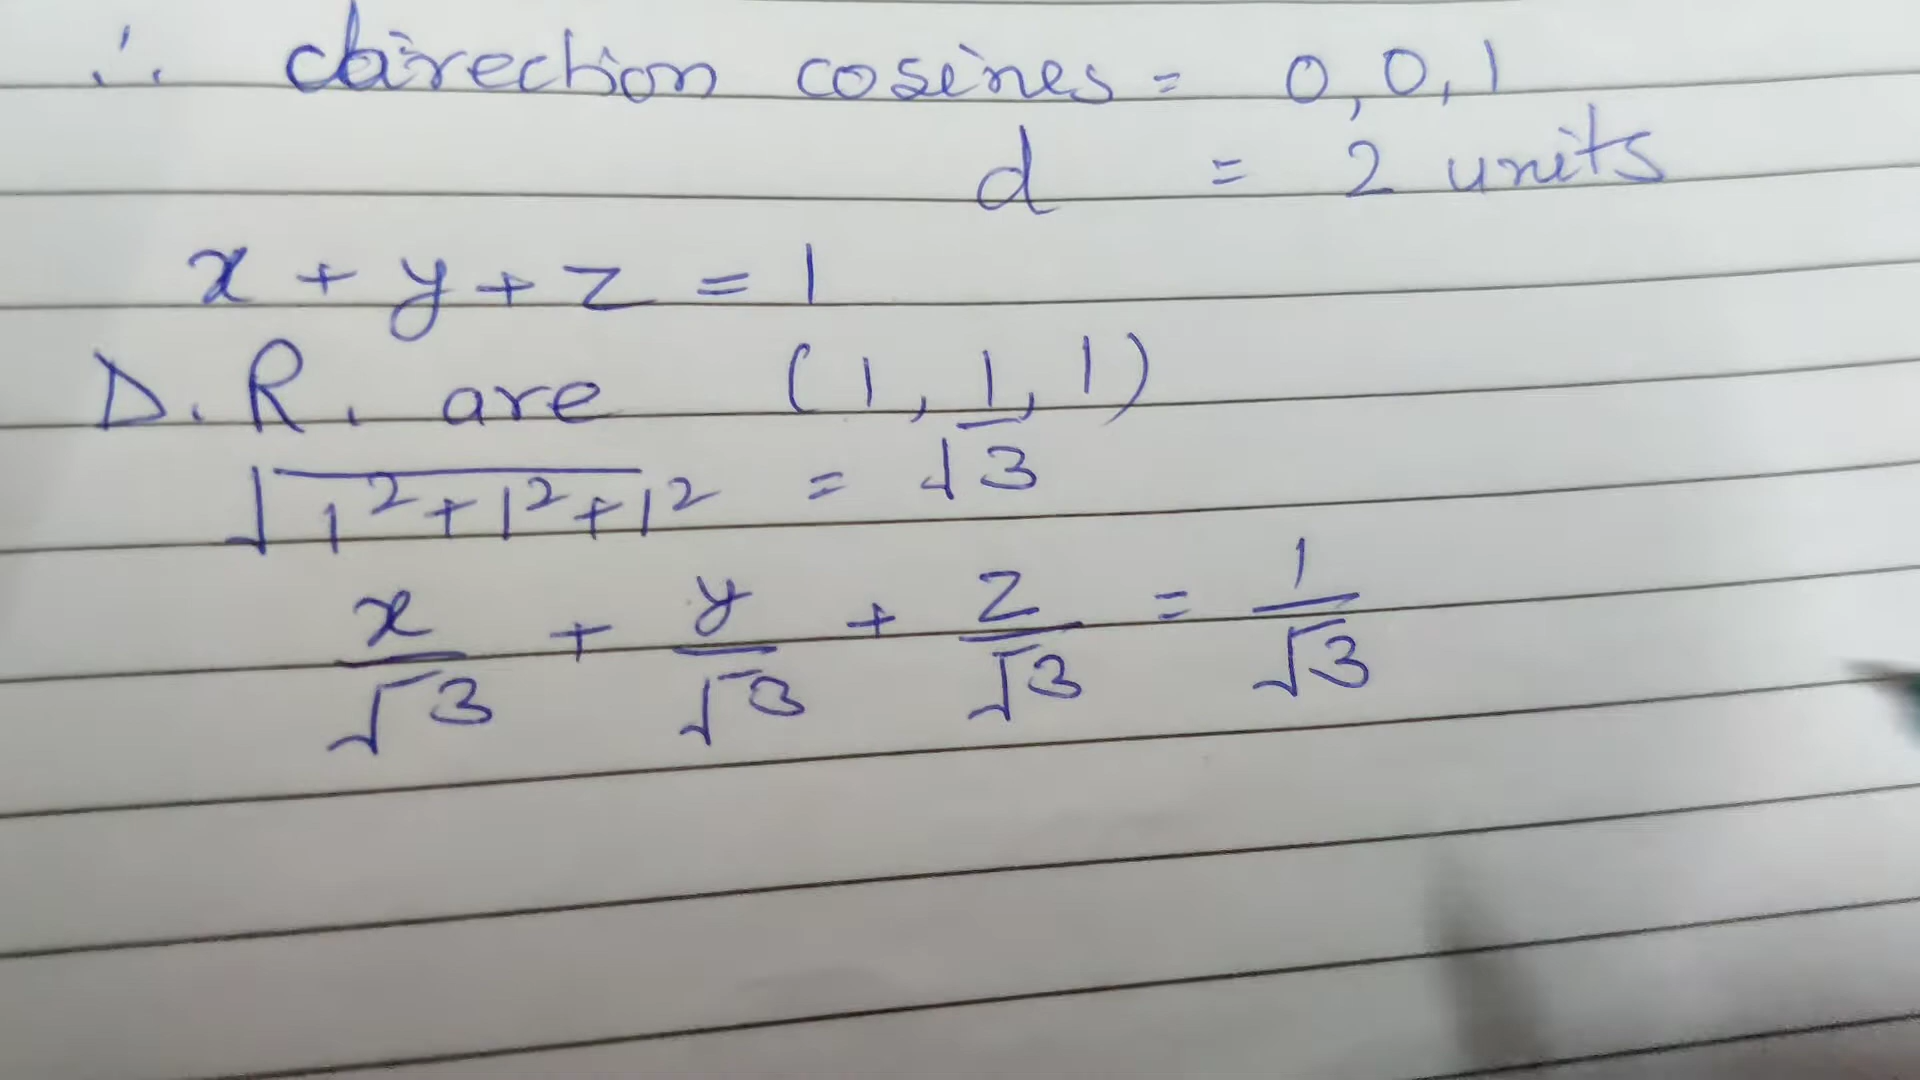 ∴ direction cosines = 0, 0, 1
d = 2 units
x + y + z = 1
D. R. are (1, 1, 1)
√1² + 1² + 1² = √3
x/√3 + y/√3 + z/√3 = 1/√3